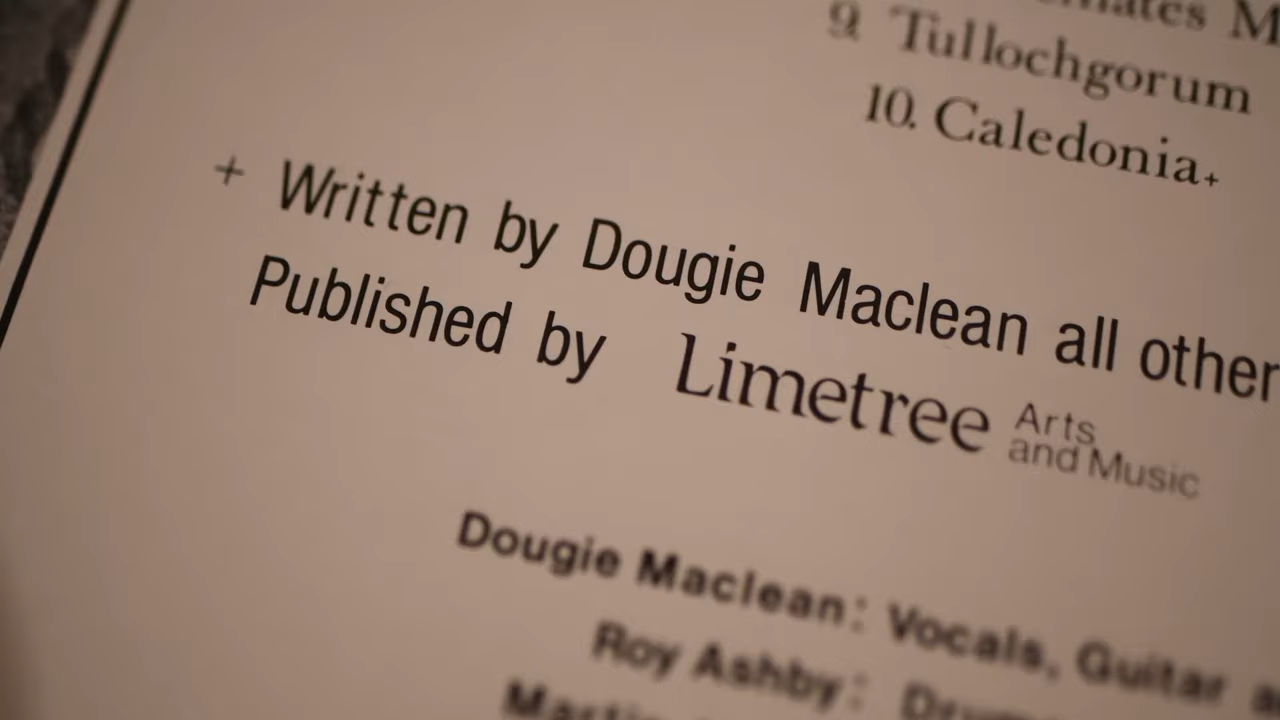 9. Tullochgorum
10. Caledonia+
+ Written by Dougie Maclean all other
Published by Limetree Arts and Music
Dougie Maclean: Vocals, Guitar
Roy Ashby: